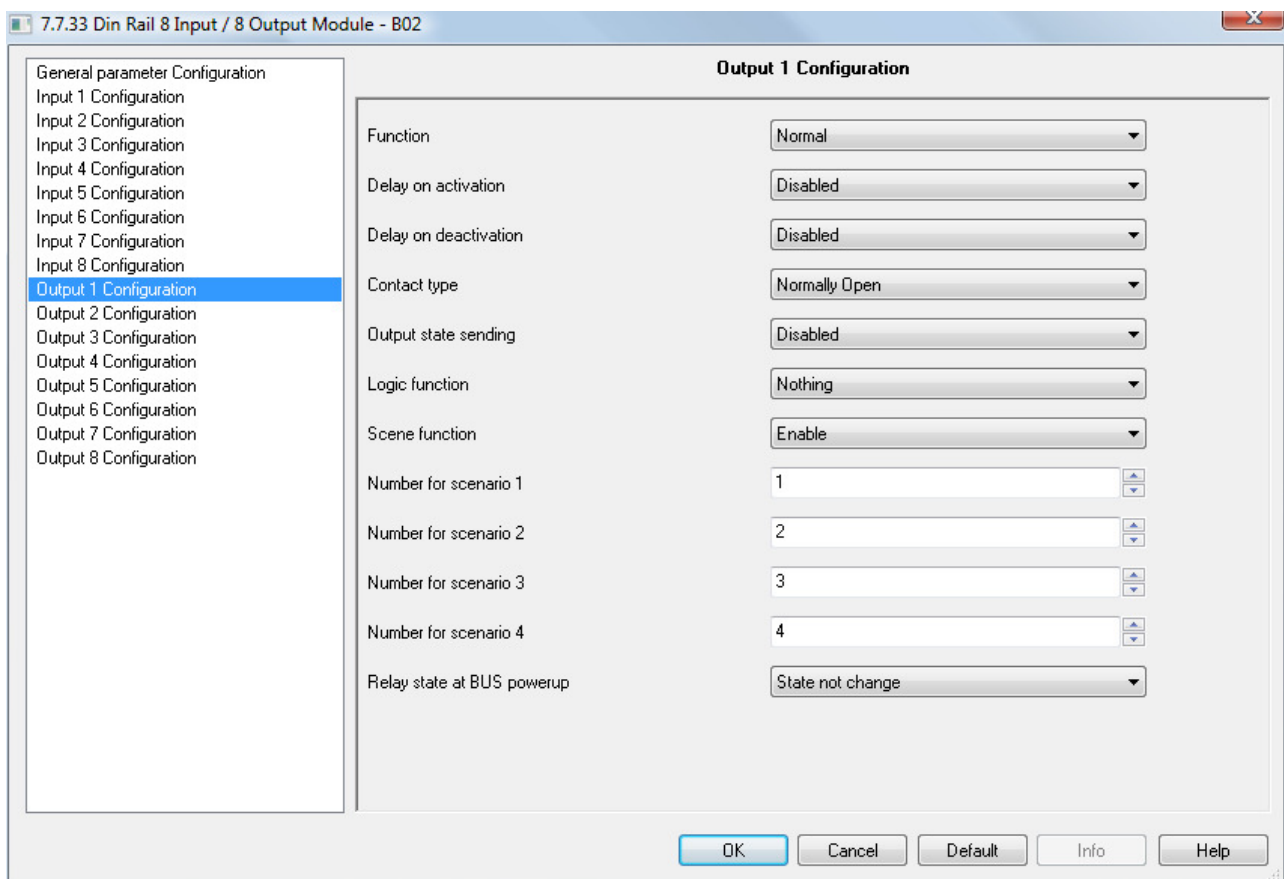 7.7.33 Din Rail 8 Input / 8 Output Module - B02
General parameter Configuration
Input 1 Configuration
Input 2 Configuration
Input 3 Configuration
Input 4 Configuration
Input 5 Configuration
Input 6 Configuration
Input 7 Configuration
Input 8 Configuration
Output 1 Configuration
Output 2 Configuration
Output 3 Configuration
Output 4 Configuration
Output 5 Configuration
Output 6 Configuration
Output 7 Configuration
Output 8 Configuration
Output 1 Configuration
Function Normal
Delay on activation Disabled
Delay on deactivation Disabled
Contact type Normally Open
Output state sending Disabled
Logic function Nothing
Scene function Enable
Number for scenario 1 1
Number for scenario 2 2
Number for scenario 3 3
Number for scenario 4 4
Relay state at BUS powerup State not change
OK Cancel Default Info Help